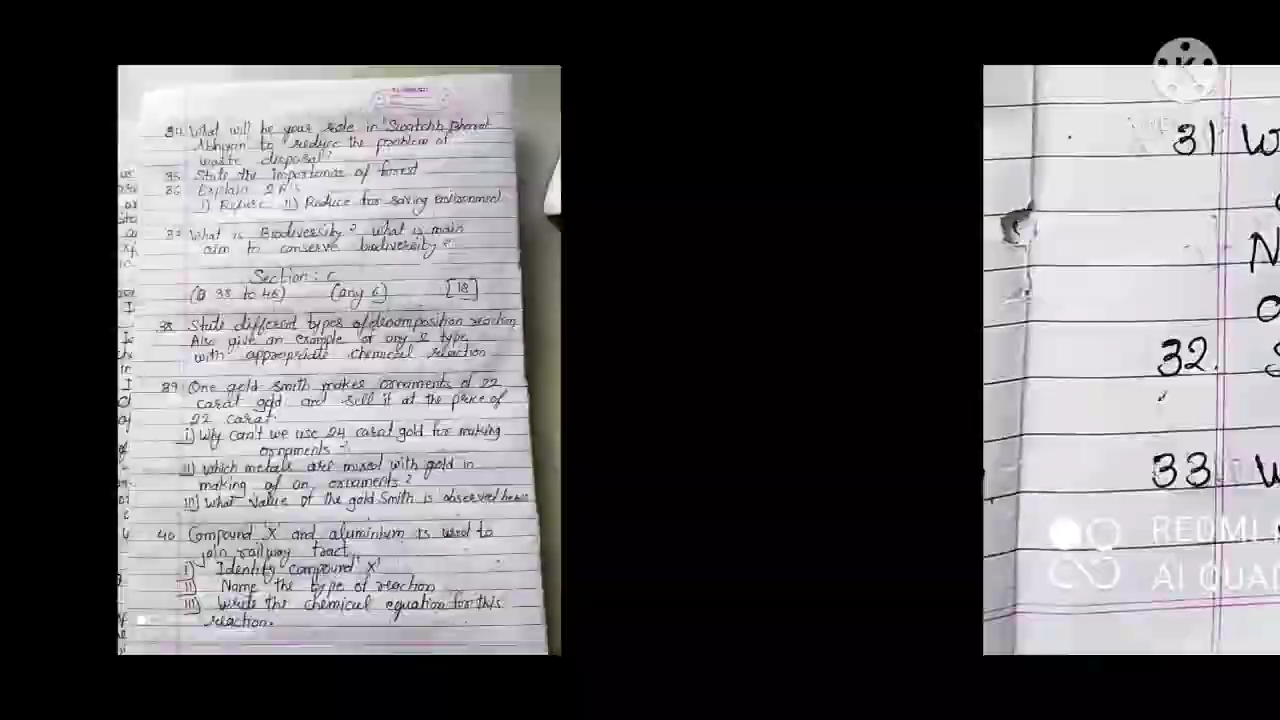 34. What will be your role in "Swatchh Bharat
Abhiyan to "reduce the problem of
waste disposal"
35 State the importance of forest
36 Explain 2 R's
i) Refuse ii) Reduce for saving environment
37 What is Biodiversity? what is main
aim to conserve biodiversity?
Section : C
(Q 38 to 46) (any 6) [18]
38. State different types of decomposition reaction
Also give an example of any 2 type
with appropriate chemical reaction
39. One gold smith makes ornaments of 22
carat gold and sell it at the price of
22 carat.
i) Why can't we use 24 carat gold for making
ornaments
ii) which metals are mixed with gold in
making of an ornaments?
iii) what value of the gold smith is observed here
40 Compound 'X' and aluminium is used to
join railway tract
i) Identify compound 'X'
ii) Name the type of reaction
iii) Write the chemical equation for this
reaction.
31 W
N
32. S
33. W
REDMI
AI QUA
K